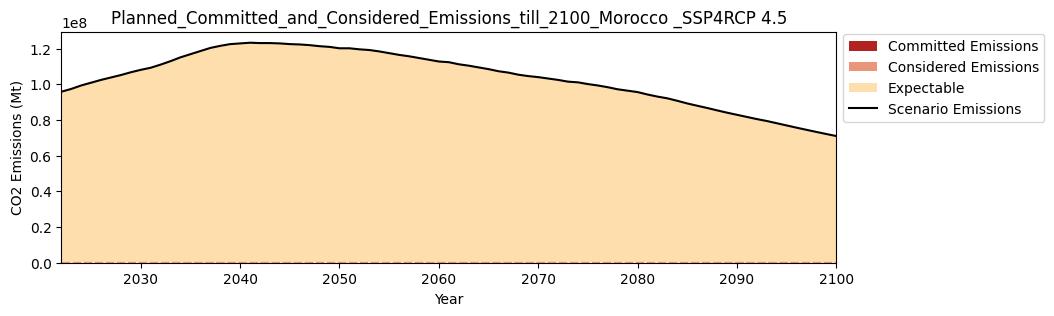 Planned_Committed_and_Considered_Emissions_till_2100_Morocco _SSP4RCP 4.5
1e8
1.2
1.0
0.8
0.6
0.4
0.2
0.0
CO2 Emissions (Mt)
2030 2040 2050 2060 2070 2080 2090 2100
Year
Committed Emissions
Considered Emissions
Expectable
Scenario Emissions